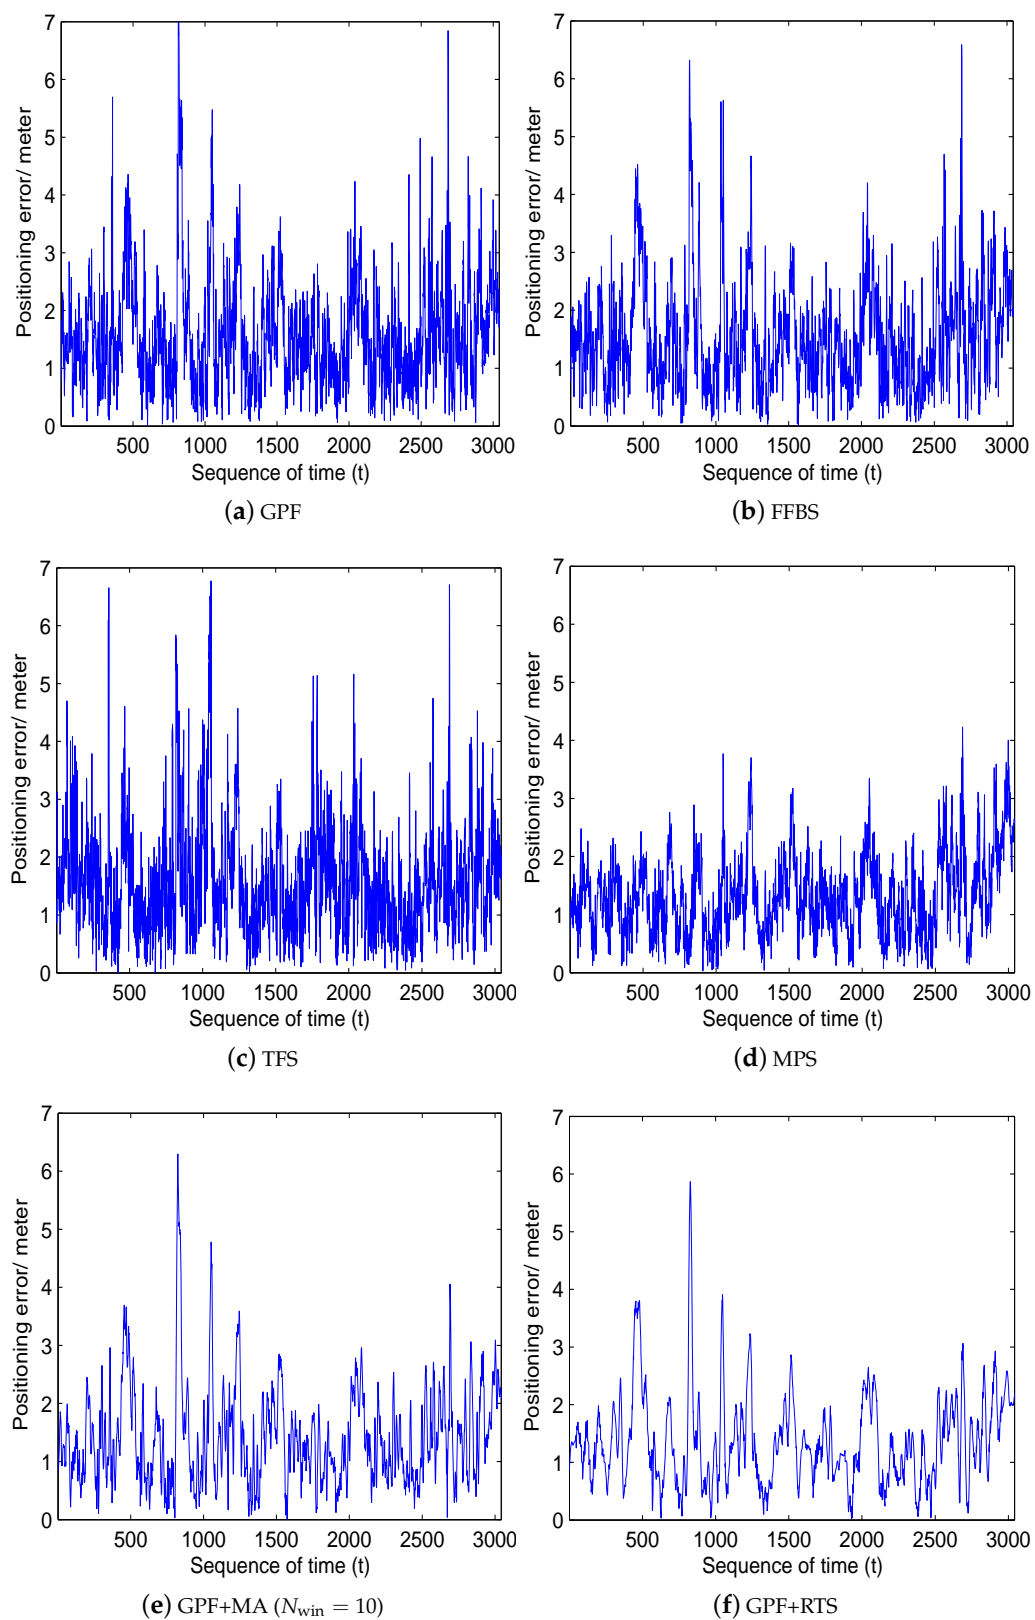 7
6
5
4
3
2
1
0
Positioning error/ meter
500 1000 1500 2000 2500 3000
Sequence of time (t)
(a) GPF
7
6
5
4
3
2
1
0
Positioning error/ meter
500 1000 1500 2000 2500 3000
Sequence of time (t)
(b) FFBS
7
6
5
4
3
2
1
0
Positioning error/ meter
500 1000 1500 2000 2500 3000
Sequence of time (t)
(c) TFS
7
6
5
4
3
2
1
0
Positioning error/ meter
500 1000 1500 2000 2500 3000
Sequence of time (t)
(d) MPS
7
6
5
4
3
2
1
0
Positioning error/ meter
500 1000 1500 2000 2500 3000
Sequence of time (t)
(e) GPF+MA (Nwin = 10)
7
6
5
4
3
2
1
0
Positioning error/ meter
500 1000 1500 2000 2500 3000
Sequence of time (t)
(f) GPF+RTS